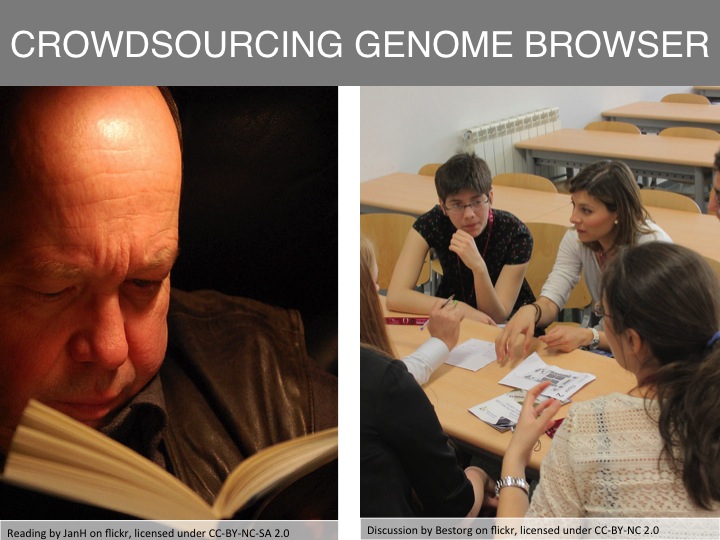 CROWDSOURCING GENOME BROWSER
Reading by JanH on flickr, licensed under CC-BY-NC-SA 2.0
Discussion by Bestorg on flickr, licensed under CC-BY-NC 2.0